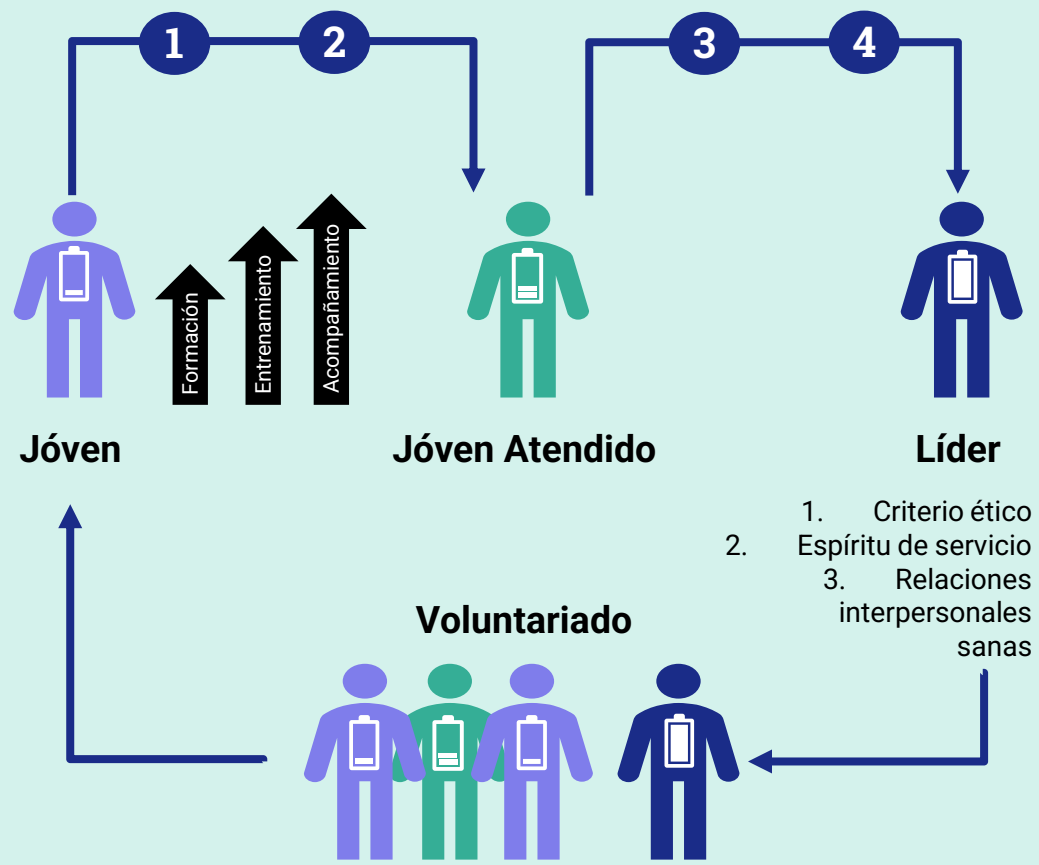 1
2
3
4
Formación
Entrenamiento
Acompañamiento
Jóven
Jóven Atendido
Líder
1. Criterio ético
2. Espíritu de servicio
3. Relaciones
interpersonales
sanas
Voluntariado